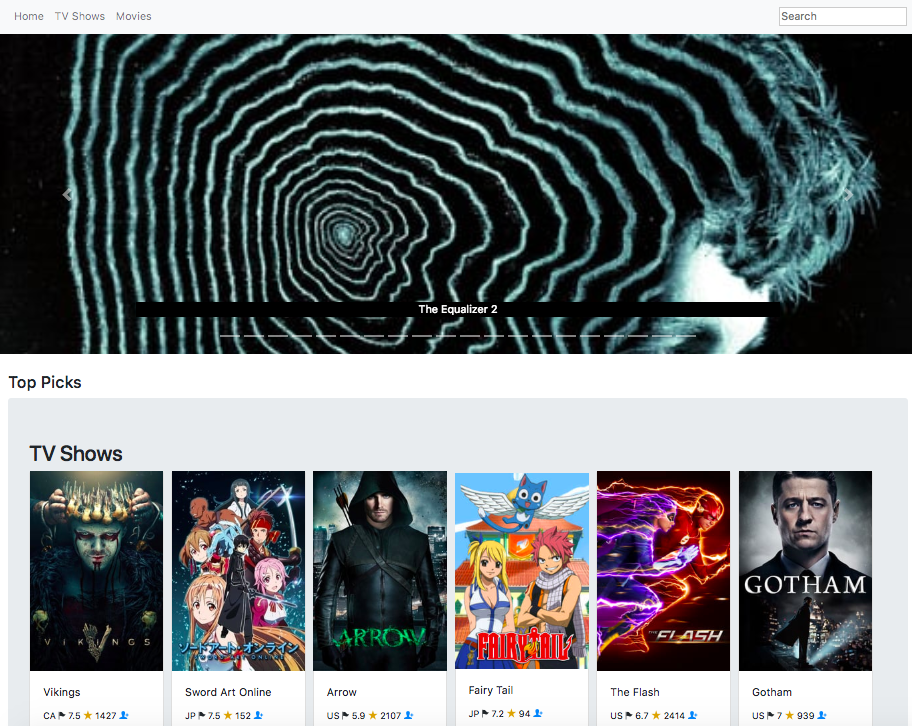 Home TV Shows Movies Search
The Equalizer 2
Top Picks
TV Shows
VIKINGS
ソードアート・オンライン
SWORD ART ONLINE
ARROW
FAIRY TAIL
THE FLASH
GOTHAM
Vikings
CA 7.5 1427
Sword Art Online
JP 7.5 152
Arrow
US 5.9 2107
Fairy Tail
JP 7.2 94
The Flash
US 6.7 2414
Gotham
US 7 939